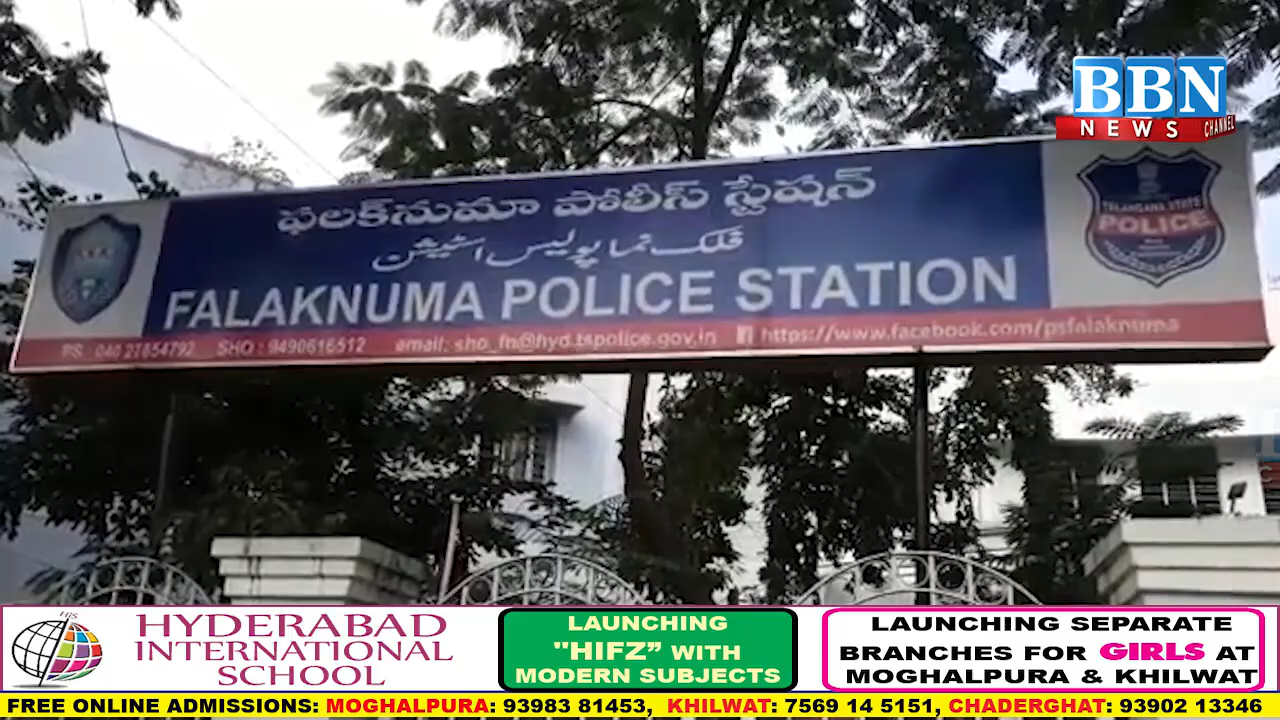 BBN
NEWS CHANNEL
ఫలక్‌నుమా పోలీస్ స్టేషన్
فلک نما پولیس اسٹیشن
FALAKNUMA POLICE STATION
TELANGANA STATE
POLICE
PS : 040 27854792 SHO : 9490616512 email: sho_fn@hyd.tspolice.gov.in f https://www.facebook.com/psfalaknuma
HIS
HYDERABAD
INTERNATIONAL
SCHOOL
LAUNCHING
"HIFZ” WITH
MODERN SUBJECTS
LAUNCHING SEPARATE
BRANCHES FOR GIRLS AT
MOGHALPURA & KHILWAT
FREE ONLINE ADMISSIONS: MOGHALPURA: 93983 81453, KHILWAT: 7569 14 5151, CHADERGHAT: 93902 13346